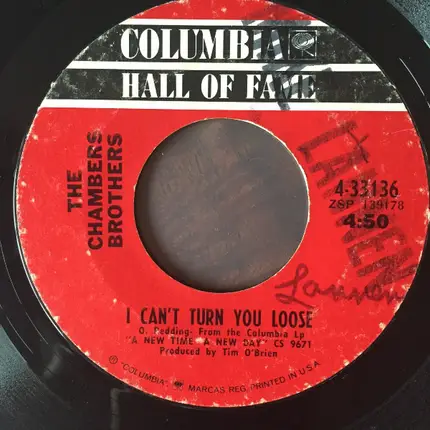 COLUMBIA
HALL OF FAME
THE
CHAMBERS
BROTHERS
4-33136
ZSP 139178
4:50
I CAN'T TURN YOU LOOSE
O. Redding- From the Columbia Lp
"A NEW TIME-A NEW DAY" CS 9671
Produced by Tim O'Brien
℗ "COLUMBIA", MARCAS REG. PRINTED IN U.S.A.